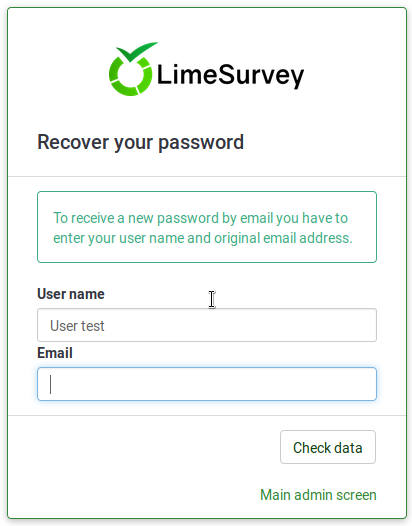 LimeSurvey
Recover your password
To receive a new password by email you have to
enter your user name and original email address.
User name
User test
Email
Check data
Main admin screen